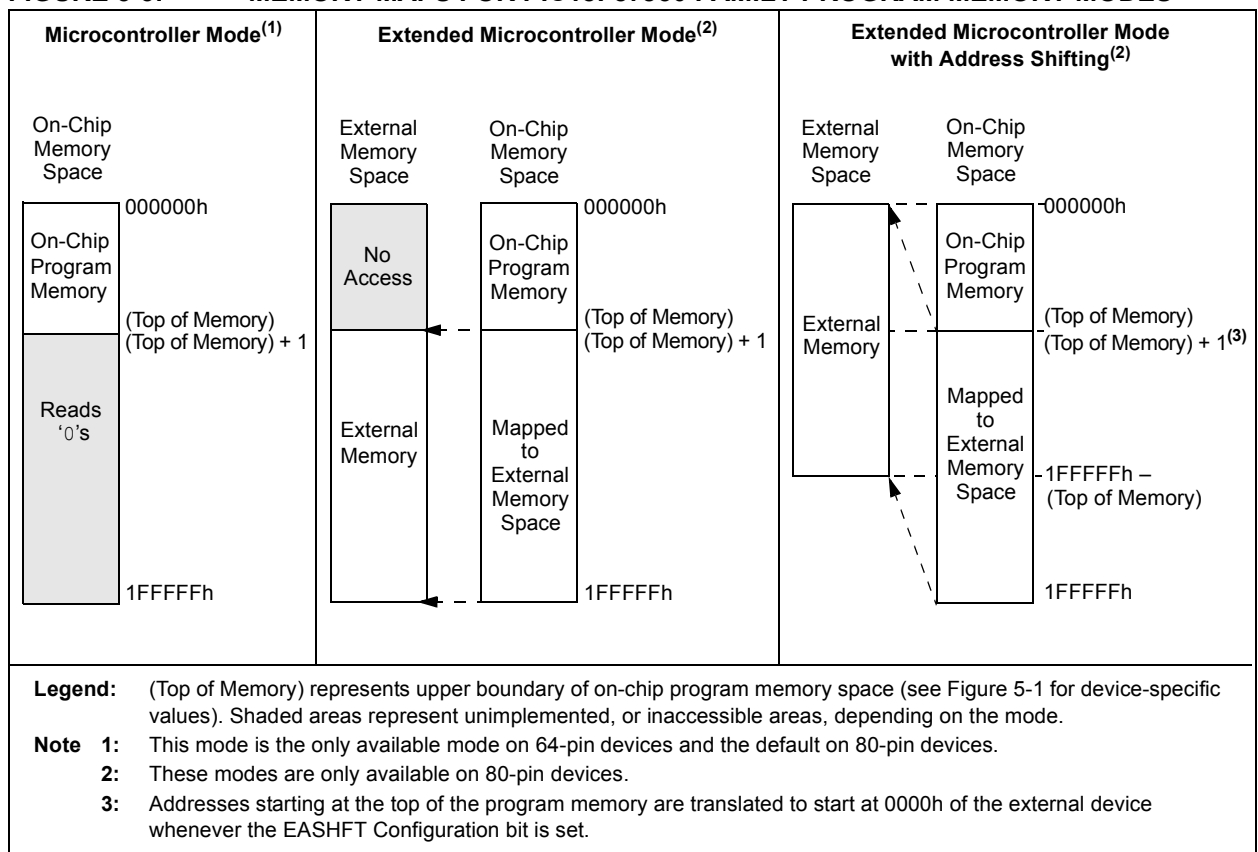 Microcontroller Mode(1)
Extended Microcontroller Mode(2)
Extended Microcontroller Mode
with Address Shifting(2)
On-Chip
Memory
Space
000000h
On-Chip
Program
Memory
(Top of Memory)
(Top of Memory) + 1
Reads
‘0’s
1FFFFFh
External
Memory
Space
On-Chip
Memory
Space
000000h
No
Access
On-Chip
Program
Memory
(Top of Memory)
(Top of Memory) + 1
External
Memory
Mapped
to
External
Memory
Space
1FFFFFh
External
Memory
Space
On-Chip
Memory
Space
000000h
On-Chip
Program
Memory
External
Memory
(Top of Memory)
(Top of Memory) + 1(3)
Mapped
to
External
Memory
Space
1FFFFFh –
(Top of Memory)
1FFFFFh
Legend: (Top of Memory) represents upper boundary of on-chip program memory space (see Figure 5-1 for device-specific
values). Shaded areas represent unimplemented, or inaccessible areas, depending on the mode.
Note 1: This mode is the only available mode on 64-pin devices and the default on 80-pin devices.
2: These modes are only available on 80-pin devices.
3: Addresses starting at the top of the program memory are translated to start at 0000h of the external device
whenever the EASHFT Configuration bit is set.